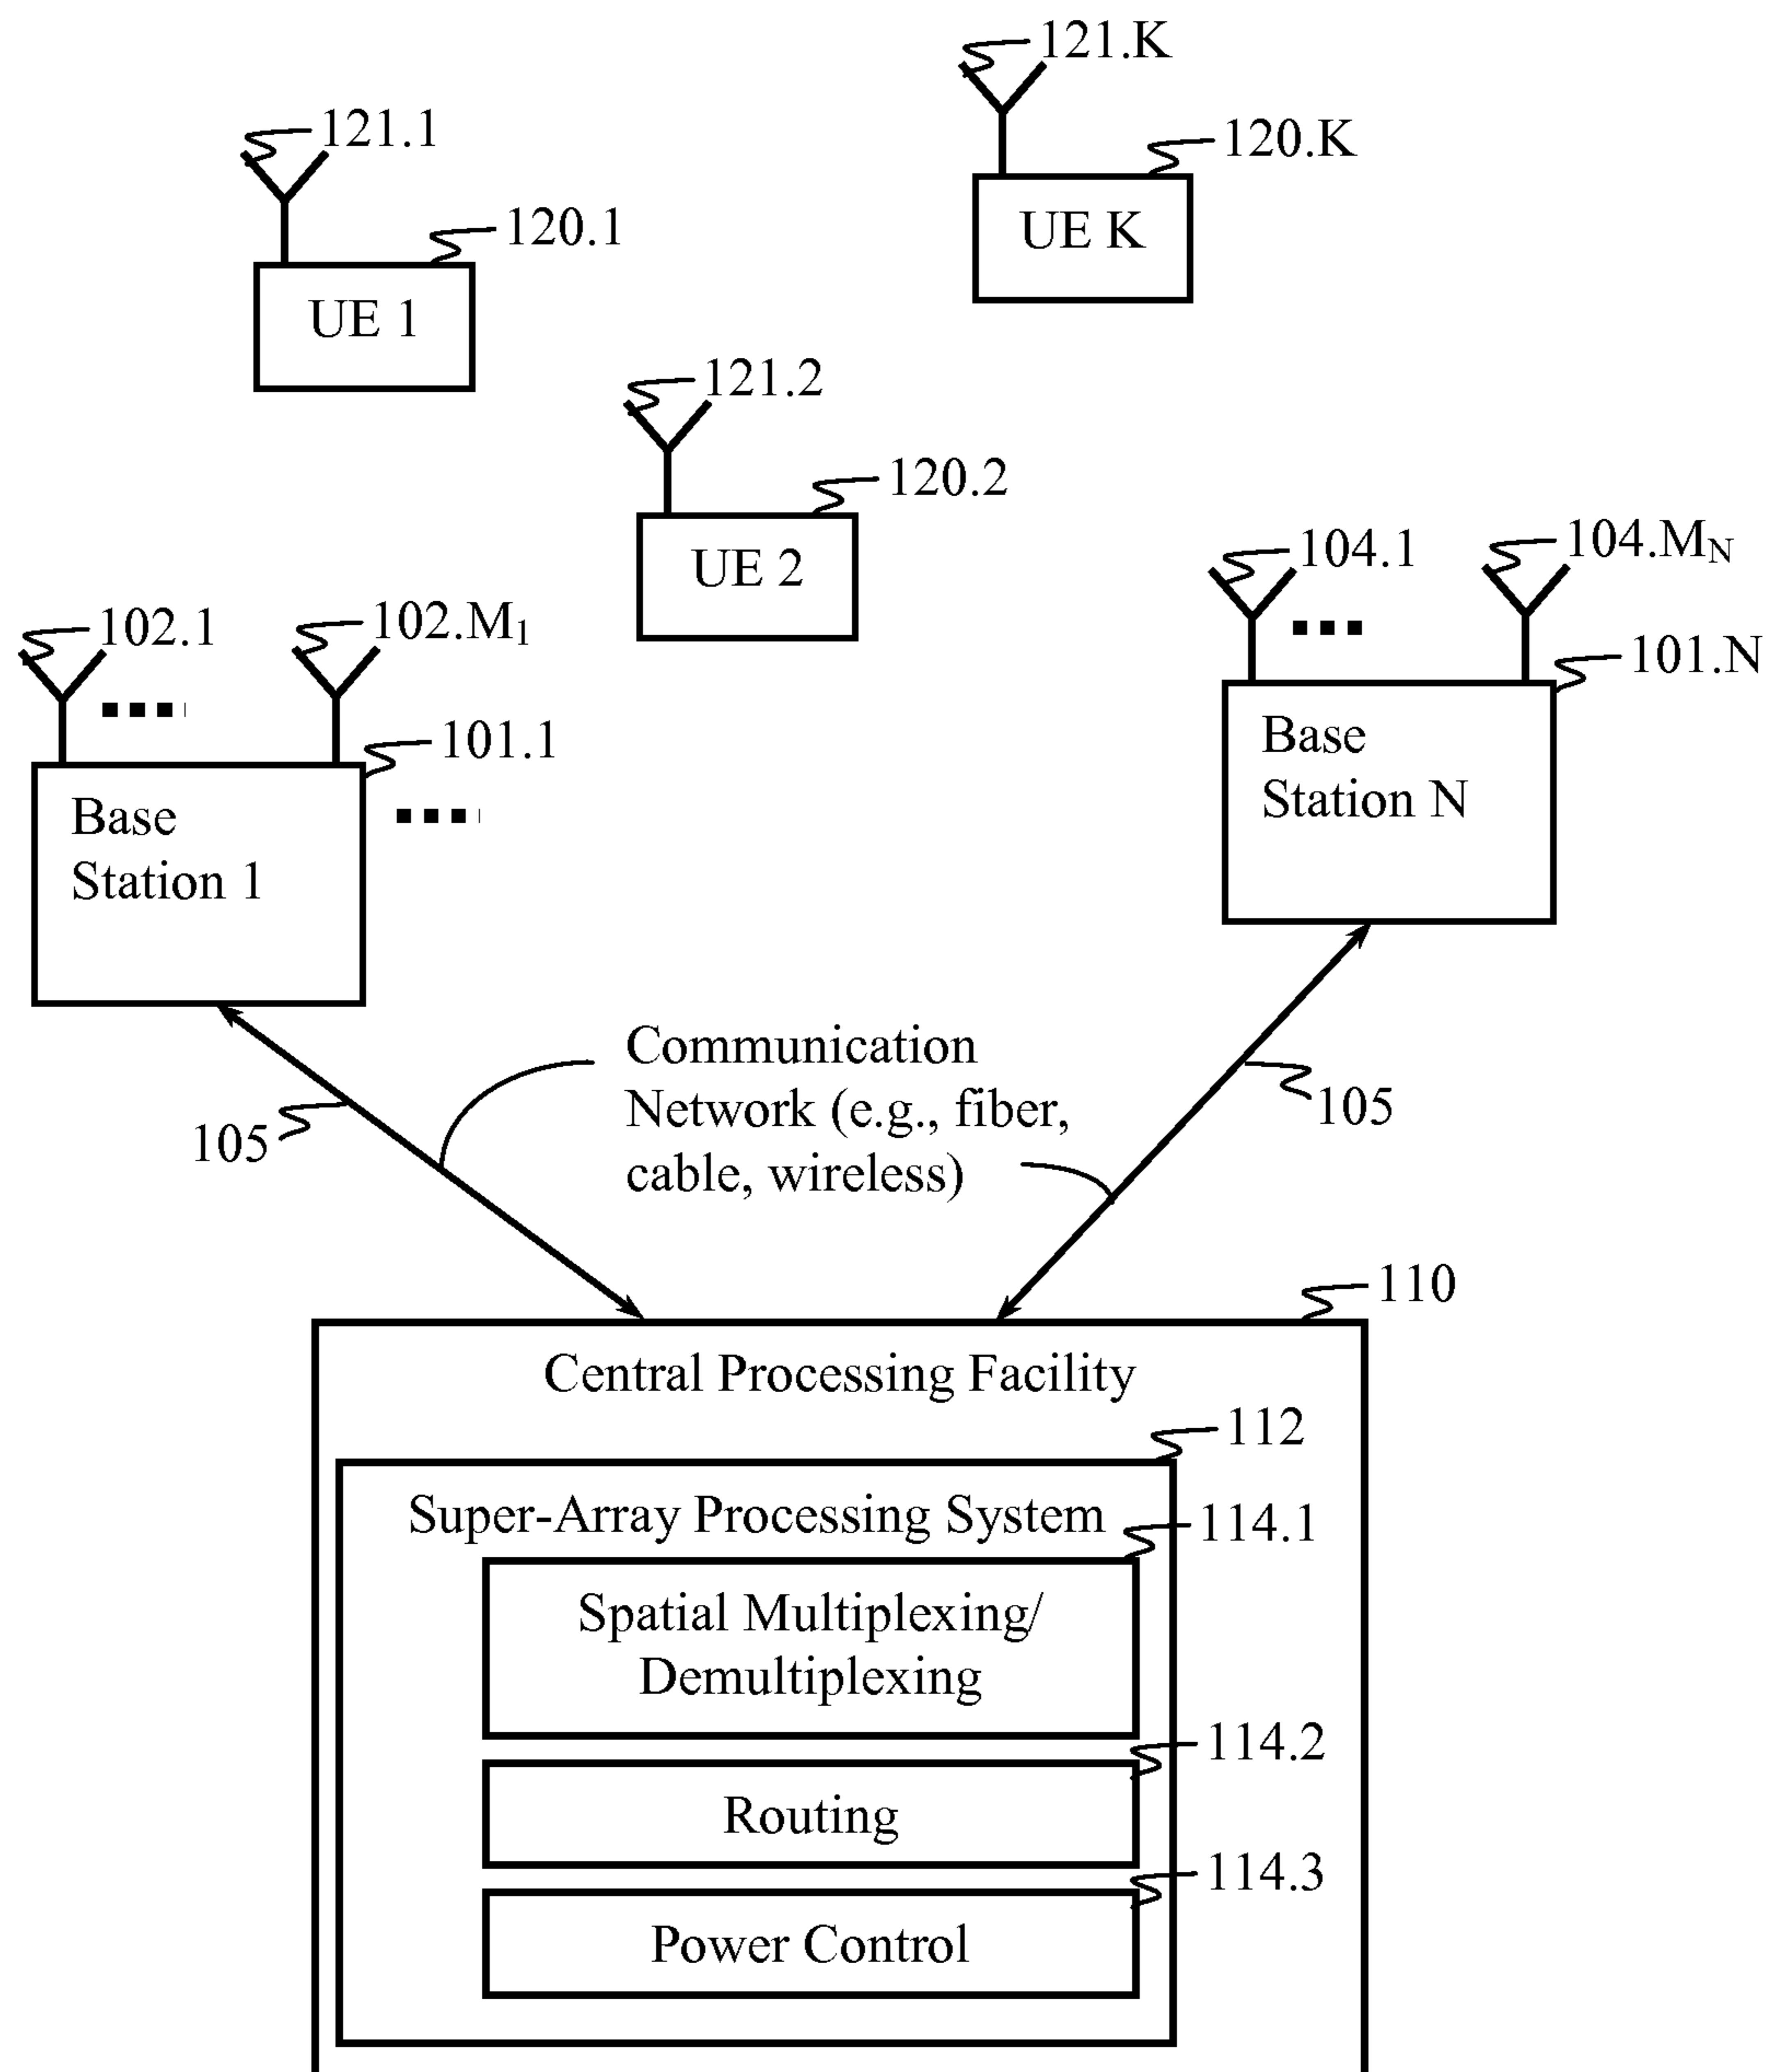 121.K
121.1
120.K
UE K
120.1
UE 1
121.2
120.2
UE 2
104.1
104.M_N
102.1
102.M_1
101.N
Base
Station N
101.1
Base
Station 1
Communication
Network (e.g., fiber,
cable, wireless)
105
105
110
Central Processing Facility
112
Super-Array Processing System
114.1
Spatial Multiplexing/
Demultiplexing
114.2
Routing
114.3
Power Control